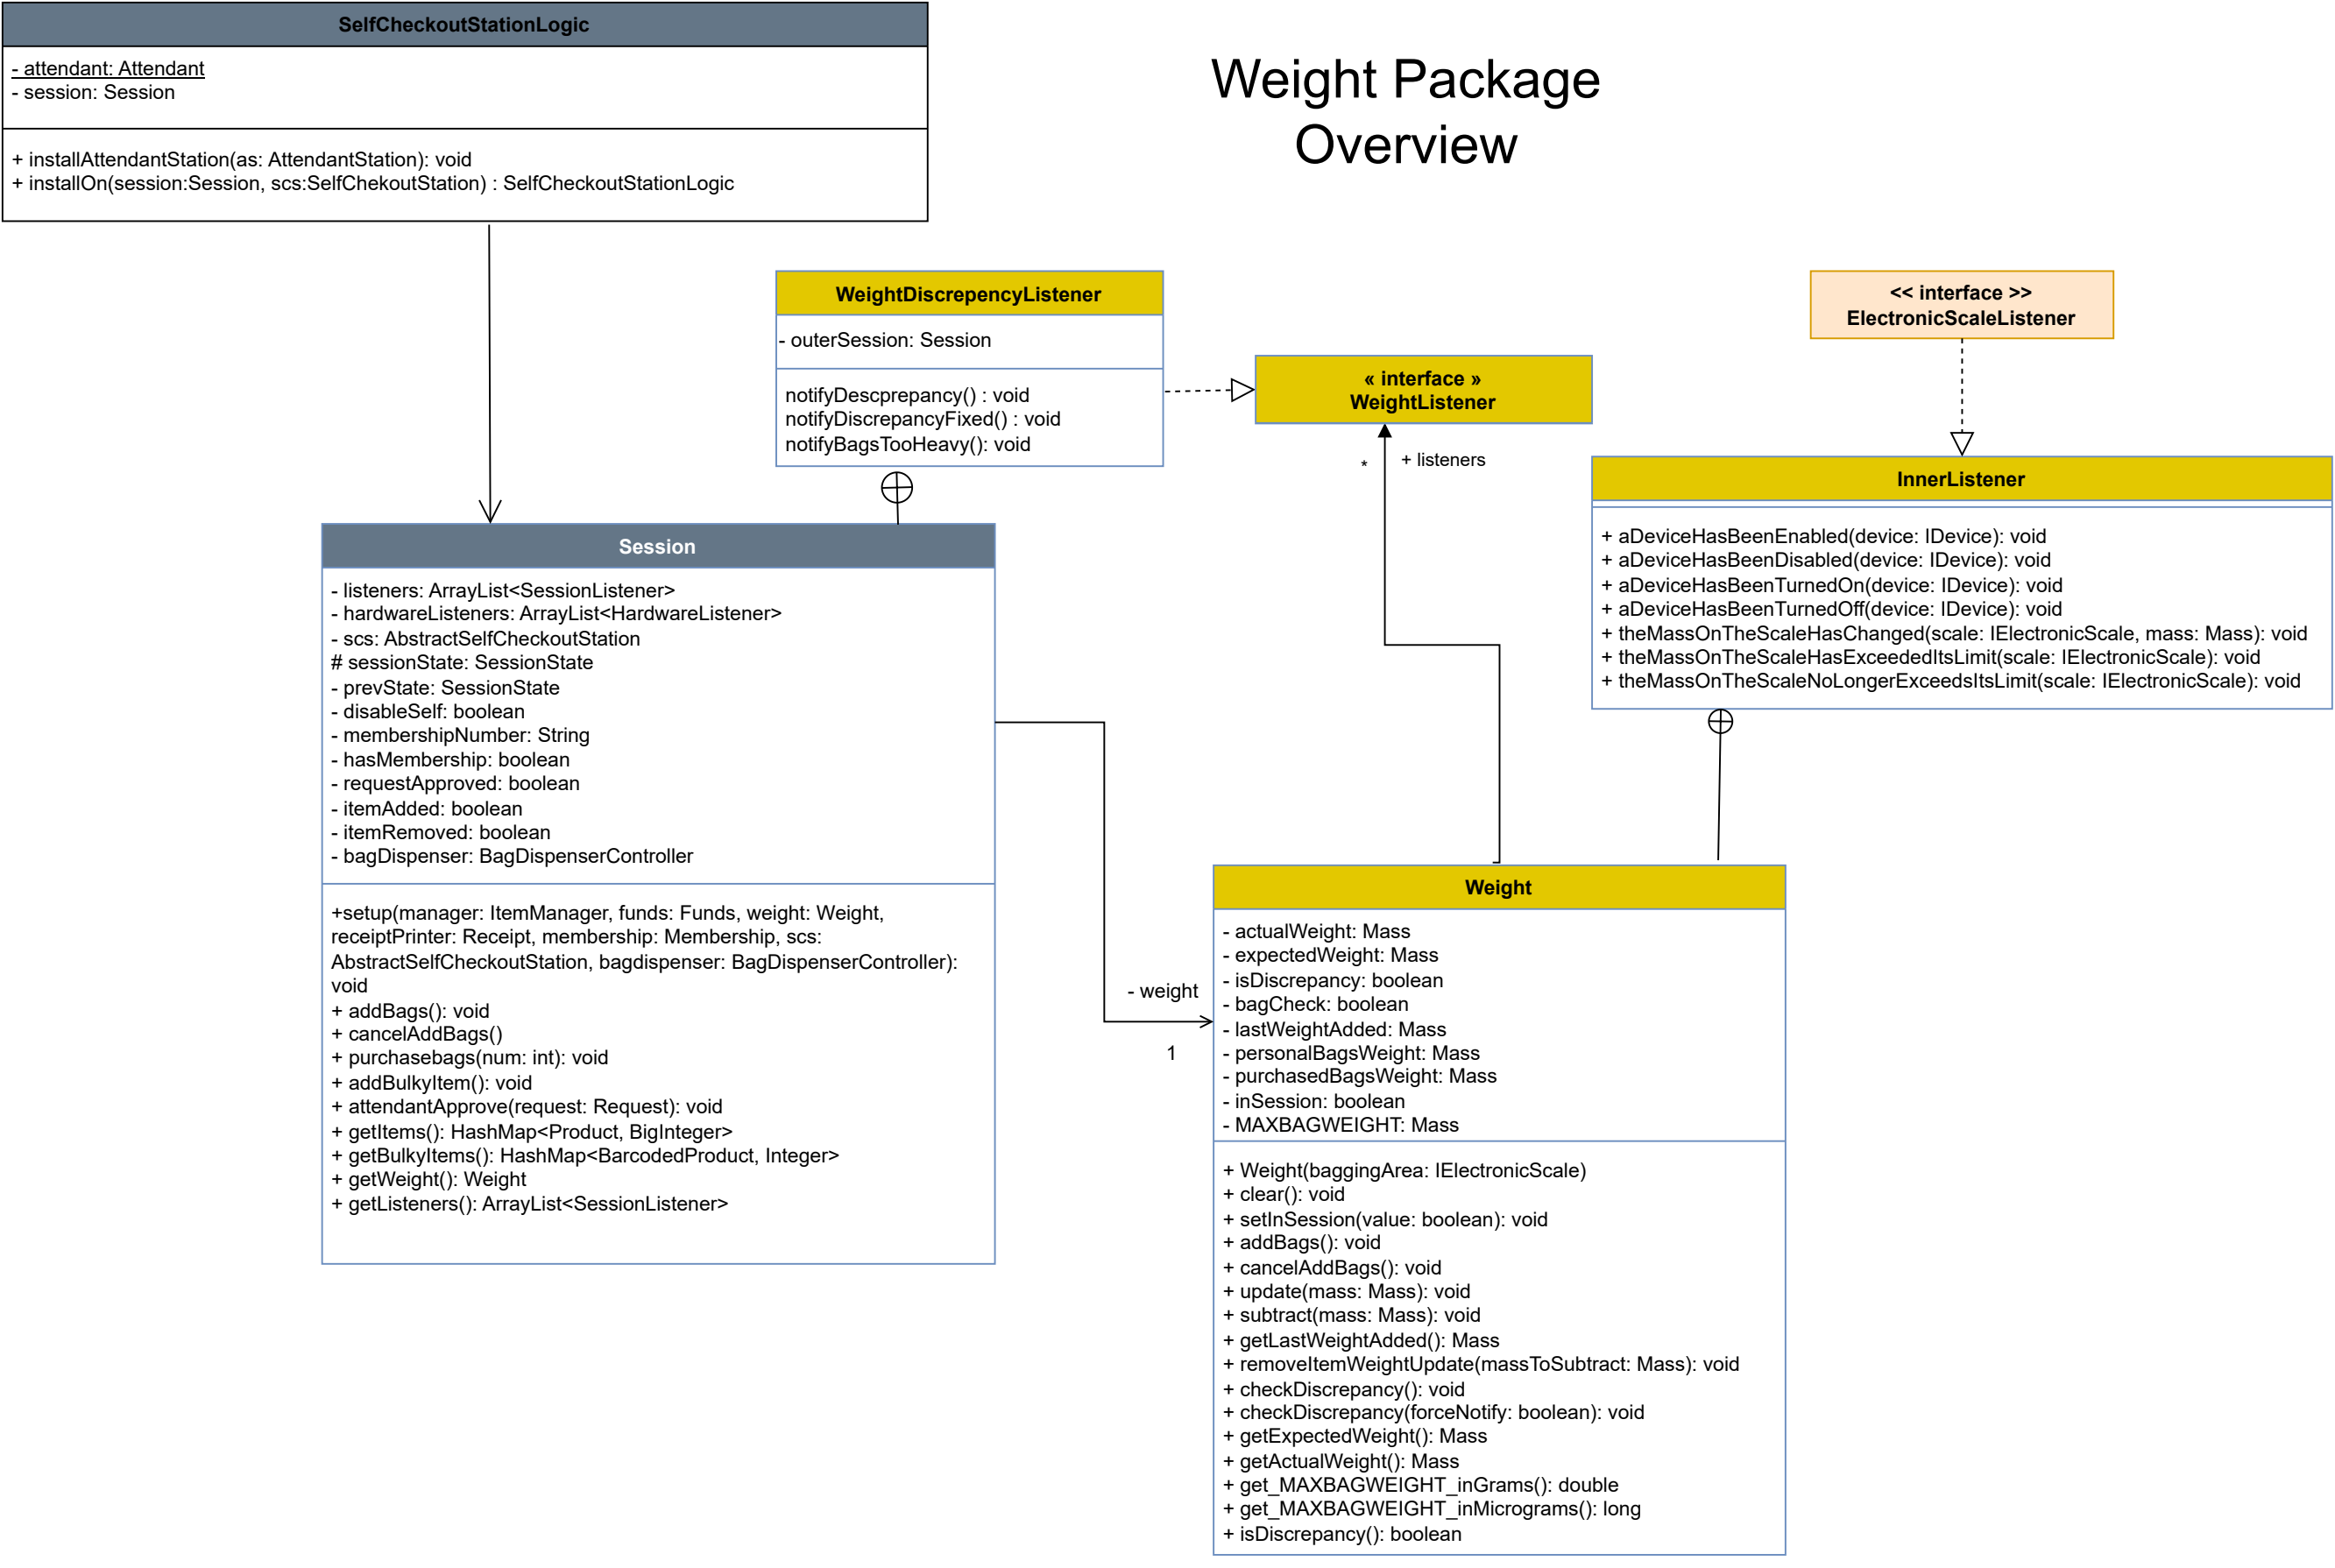 SelfCheckoutStationLogic
- attendant: Attendant
- session: Session
+ installAttendantStation(as: AttendantStation): void
+ installOn(session:Session, scs:SelfChekoutStation) : SelfCheckoutStationLogic
Weight Package
Overview
WeightDiscrepencyListener
- outerSession: Session
notifyDescprepancy() : void
notifyDiscrepancyFixed() : void
notifyBagsTooHeavy(): void
« interface »
WeightListener
* + listeners
<< interface >>
ElectronicScaleListener
InnerListener
+ aDeviceHasBeenEnabled(device: IDevice): void
+ aDeviceHasBeenDisabled(device: IDevice): void
+ aDeviceHasBeenTurnedOn(device: IDevice): void
+ aDeviceHasBeenTurnedOff(device: IDevice): void
+ theMassOnTheScaleHasChanged(scale: IElectronicScale, mass: Mass): void
+ theMassOnTheScaleHasExceededItsLimit(scale: IElectronicScale): void
+ theMassOnTheScaleNoLongerExceedsItsLimit(scale: IElectronicScale): void
Session
- listeners: ArrayList<SessionListener>
- hardwareListeners: ArrayList<HardwareListener>
- scs: AbstractSelfCheckoutStation
# sessionState: SessionState
- prevState: SessionState
- disableSelf: boolean
- membershipNumber: String
- hasMembership: boolean
- requestApproved: boolean
- itemAdded: boolean
- itemRemoved: boolean
- bagDispenser: BagDispenserController
+setup(manager: ItemManager, funds: Funds, weight: Weight,
receiptPrinter: Receipt, membership: Membership, scs:
AbstractSelfCheckoutStation, bagdispenser: BagDispenserController):
void
+ addBags(): void
+ cancelAddBags()
+ purchasebags(num: int): void
+ addBulkyItem(): void
+ attendantApprove(request: Request): void
+ getItems(): HashMap<Product, BigInteger>
+ getBulkyItems(): HashMap<BarcodedProduct, Integer>
+ getWeight(): Weight
+ getListeners(): ArrayList<SessionListener>
- weight
1
Weight
- actualWeight: Mass
- expectedWeight: Mass
- isDiscrepancy: boolean
- bagCheck: boolean
- lastWeightAdded: Mass
- personalBagsWeight: Mass
- purchasedBagsWeight: Mass
- inSession: boolean
- MAXBAGWEIGHT: Mass
+ Weight(baggingArea: IElectronicScale)
+ clear(): void
+ setInSession(value: boolean): void
+ addBags(): void
+ cancelAddBags(): void
+ update(mass: Mass): void
+ subtract(mass: Mass): void
+ getLastWeightAdded(): Mass
+ removeItemWeightUpdate(massToSubtract: Mass): void
+ checkDiscrepancy(): void
+ checkDiscrepancy(forceNotify: boolean): void
+ getExpectedWeight(): Mass
+ getActualWeight(): Mass
+ get_MAXBAGWEIGHT_inGrams(): double
+ get_MAXBAGWEIGHT_inMicrograms(): long
+ isDiscrepancy(): boolean